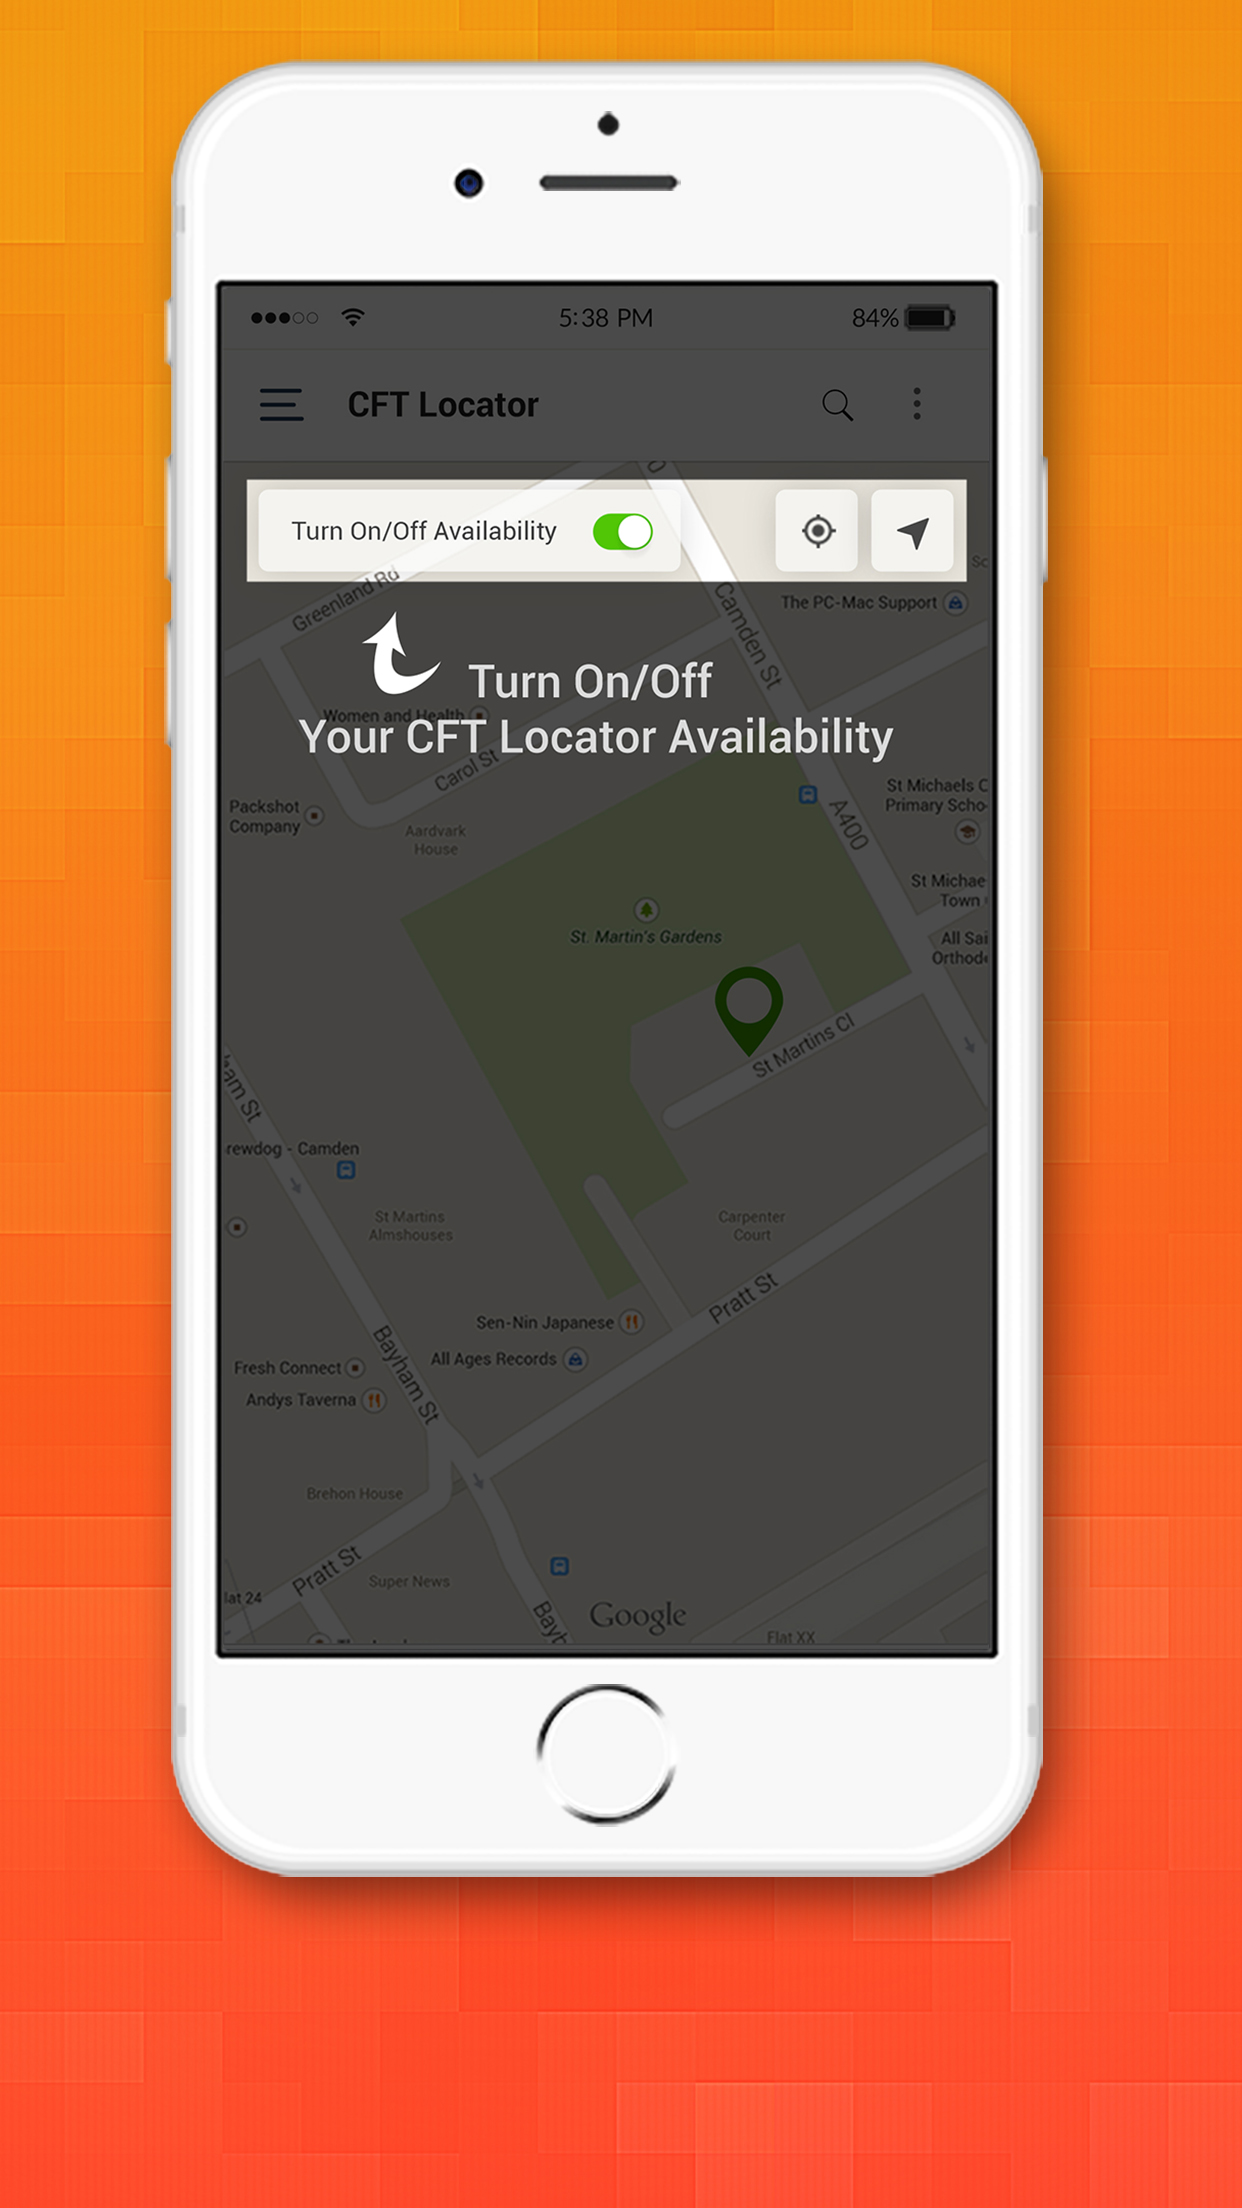 5:38 PM
84%
CFT Locator
Turn On/Off Availability
Greenland Rd
Camden St
The PC-Mac Support
Turn On/Off
Women and Health
Your CFT Locator Availability
Carol St
St Michaels C
Primary Scho
Packshot
Company
A400
Aardvark
House
St Michae
Town
St. Martin's Gardens
All Sai
Orthod
St Martins Cl
ham St
rewdog - Camden
St Martins
Almshouses
Carpenter
Court
Pratt St
Sen-Nin Japanese
All Ages Records
Fresh Connect
Andys Taverna
Bayham St
Brehon House
Pratt St
Super News
lat 24
Bayh
Google
Flat XX